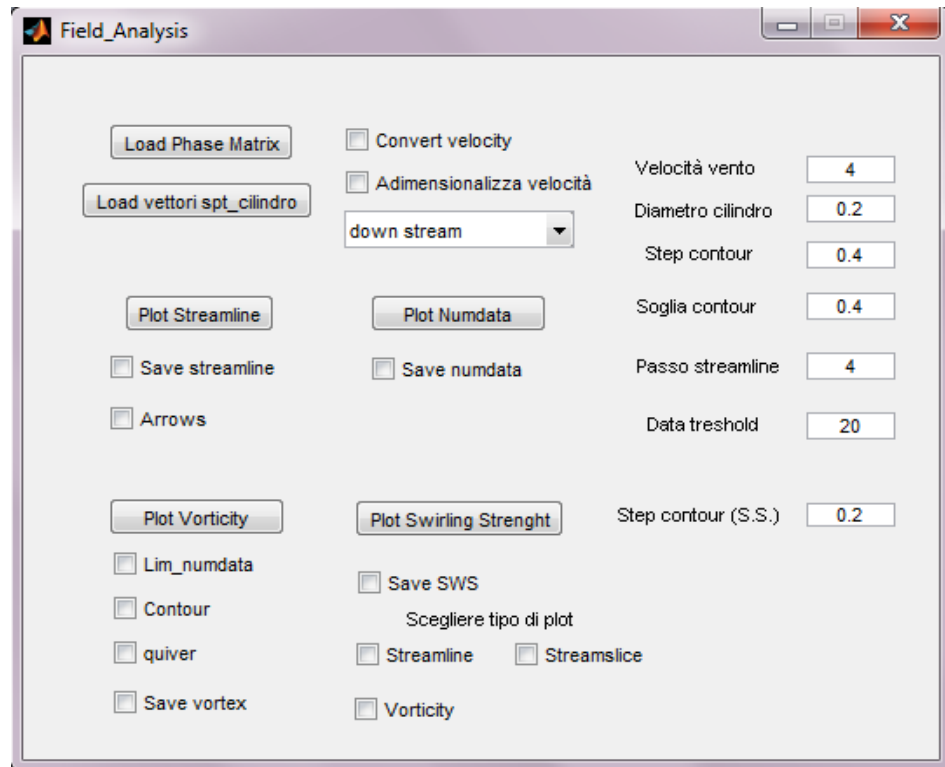 Field_Analysis
Load Phase Matrix
Convert velocity
Velocità vento 4
Load vettori spt_cilindro
Adimensionalizza velocità
Diametro cilindro 0.2
down stream
Step contour 0.4
Plot Streamline
Plot Numdata
Soglia contour 0.4
Save streamline
Save numdata
Passo streamline 4
Arrows
Data treshold 20
Plot Vorticity
Plot Swirling Strenght
Step contour (S.S.) 0.2
Lim_numdata
Save SWS
Contour
Scegliere tipo di plot
quiver
Streamline
Streamslice
Save vortex
Vorticity